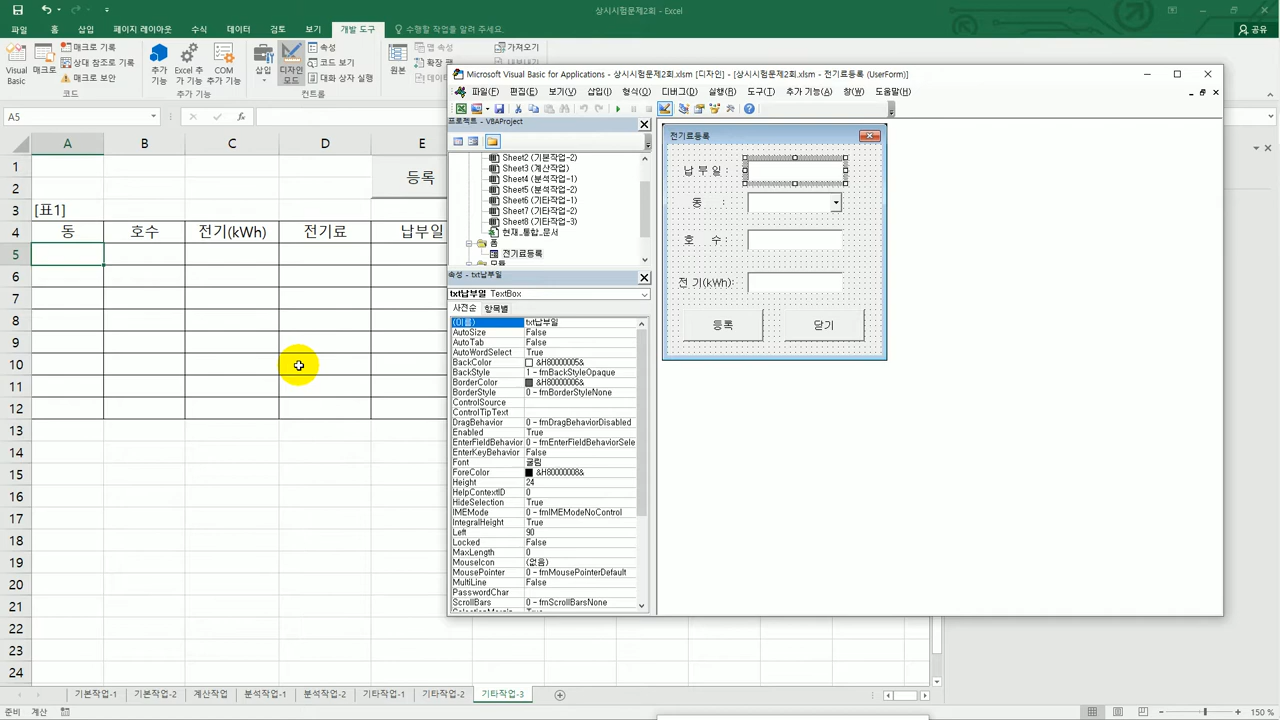 상시시험문제2회 - Excel
파일 홈 삽입 페이지 레이아웃 수식 데이터 검토 보기 개발 도구 수행할 작업을 알려 주세요. 공유
Visual Basic 매크로 매크로 기록 상대 참조로 기록 매크로 보안 코드
추가 기능 Excel 추가 기능 COM 추가 기능 추가 기능
삽입 디자인 모드 속성 코드 보기 대화 상자 실행 컨트롤
원본 맵 속성 확장 팩 가져오기
A3
Microsoft Visual Basic for Applications - 상시시험문제2회.xlsm [디자인] - [상시시험문제2회.xlsm - 전기료등록 (UserForm)]
파일(F) 편집(E) 보기(V) 삽입(I) 형식(O) 디버그(D) 실행(R) 도구(T) 추가 기능(A) 창(W) 도움말(H)
프로젝트 - VBAProject
Sheet2 (기본작업-2)
Sheet3 (계산작업)
Sheet4 (분석작업-1)
Sheet5 (분석작업-2)
Sheet6 (기타작업-1)
Sheet7 (기타작업-2)
Sheet8 (기타작업-3)
현재_통합_문서
폼
전기료등록
모듈
속성 - txt납부일
txt납부일 TextBox
사전순 항목별
(이름) txt납부일
AutoSize False
AutoTab False
AutoWordSelect True
BackColor &H80000005&
BackStyle 1 - fmBackStyleOpaque
BorderColor &H80000006&
BorderStyle 0 - fmBorderStyleNone
ControlSource
ControlTipText
DragBehavior 0 - fmDragBehaviorDisabled
Enabled True
EnterFieldBehavior 0 - fmEnterFieldBehaviorSele
EnterKeyBehavior False
Font 굴림
ForeColor &H80000008&
Height 24
HelpContextID 0
HideSelection True
IMEMode 0 - fmIMEModeNoControl
IntegralHeight True
Left 90
Locked False
MaxLength 0
MouseIcon (없음)
MousePointer 0 - fmMousePointerDefault
MultiLine False
PasswordChar
ScrollBars 0 - fmScrollBarsNone
SelectionMargin True
전기료등록
납 부 일 :
동 :
호 수 :
전 기(kWh):
등록 닫기
A B C D E
1
2
3
4
5
6
7
8
9
10
11
12
13
14
15
16
17
18
19
20
21
22
23
24
등록
[표1]
동 호수 전기(kWh) 전기료 납부일
기본작업-1 기본작업-2 계산작업 분석작업-1 분석작업-2 기타작업-1 기타작업-2 기타작업-3
준비 계산 150 %